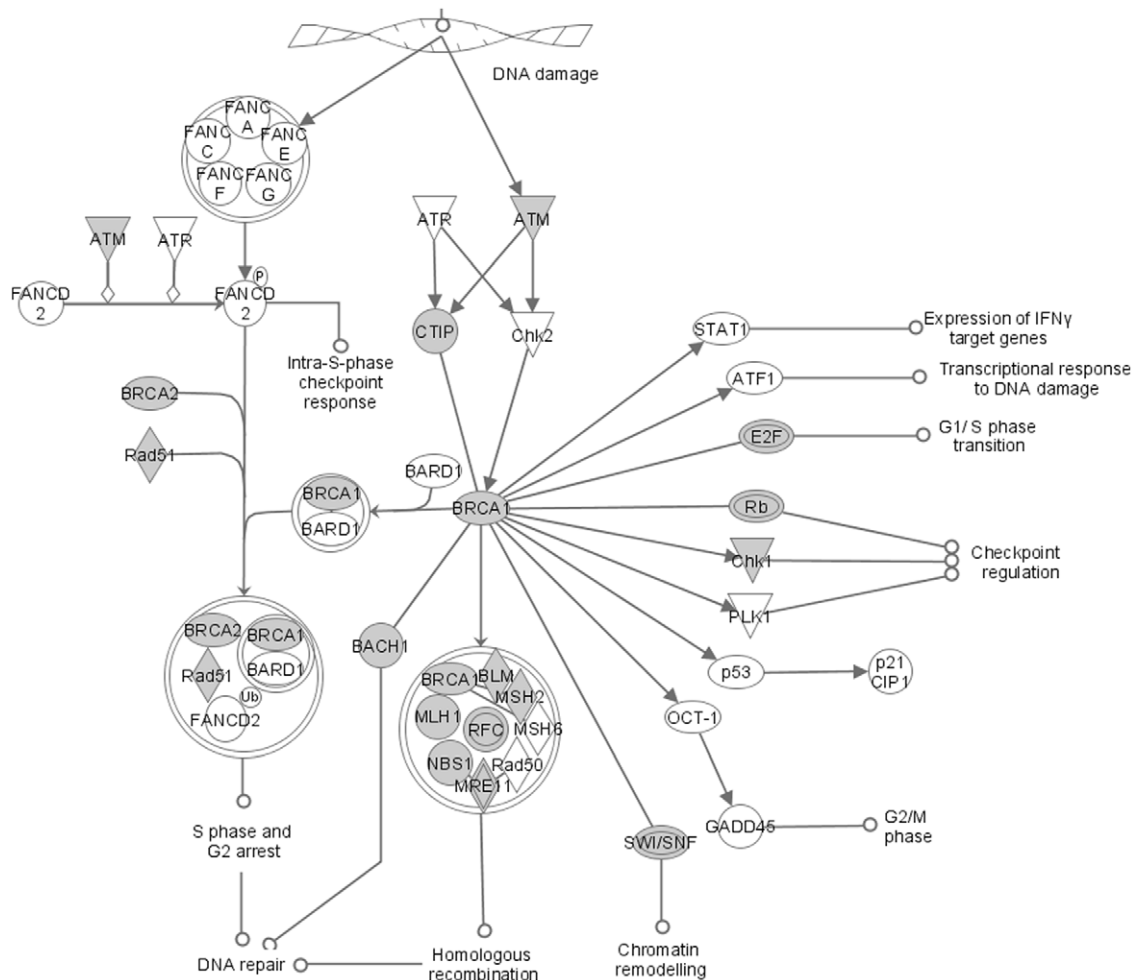 DNA damage
FANC
A
FANC
C
FANC
E
FANC
F
FANC
G
ATM
ATR
ATR
ATM
FANCD
2
P
FANCD
2
CTIP
Chk2
Intra-S-phase
checkpoint
response
STAT1
Expression of IFNγ
target genes
ATF1
Transcriptional response
to DNA damage
BRCA2
E2F
G1/ S phase
transition
Rad51
BARD1
BRCA1
BARD1
BRCA1
Rb
Chk1
Checkpoint
regulation
PLK1
BRCA2
BRCA1
BARD1
Rad51
Ub
FANCD2
BACH1
BRCA1
BLM
MSH2
MLH1
RFC
MSH6
NBS1
Rad50
MRE11
p53
p21
CIP1
OCT-1
GADD45
G2/M
phase
SWI/SNF
S phase and
G2 arrest
DNA repair
Homologous
recombination
Chromatin
remodelling